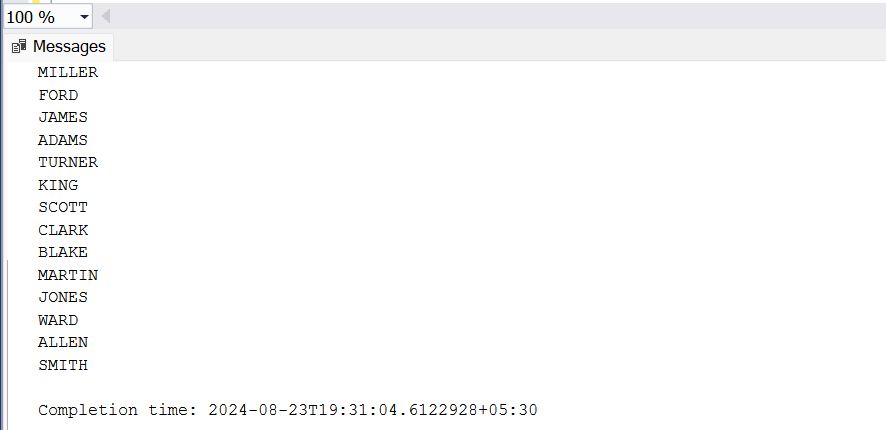 100 %
Messages
MILLER
FORD
JAMES
ADAMS
TURNER
KING
SCOTT
CLARK
BLAKE
MARTIN
JONES
WARD
ALLEN
SMITH
Completion time: 2024-08-23T19:31:04.6122928+05:30